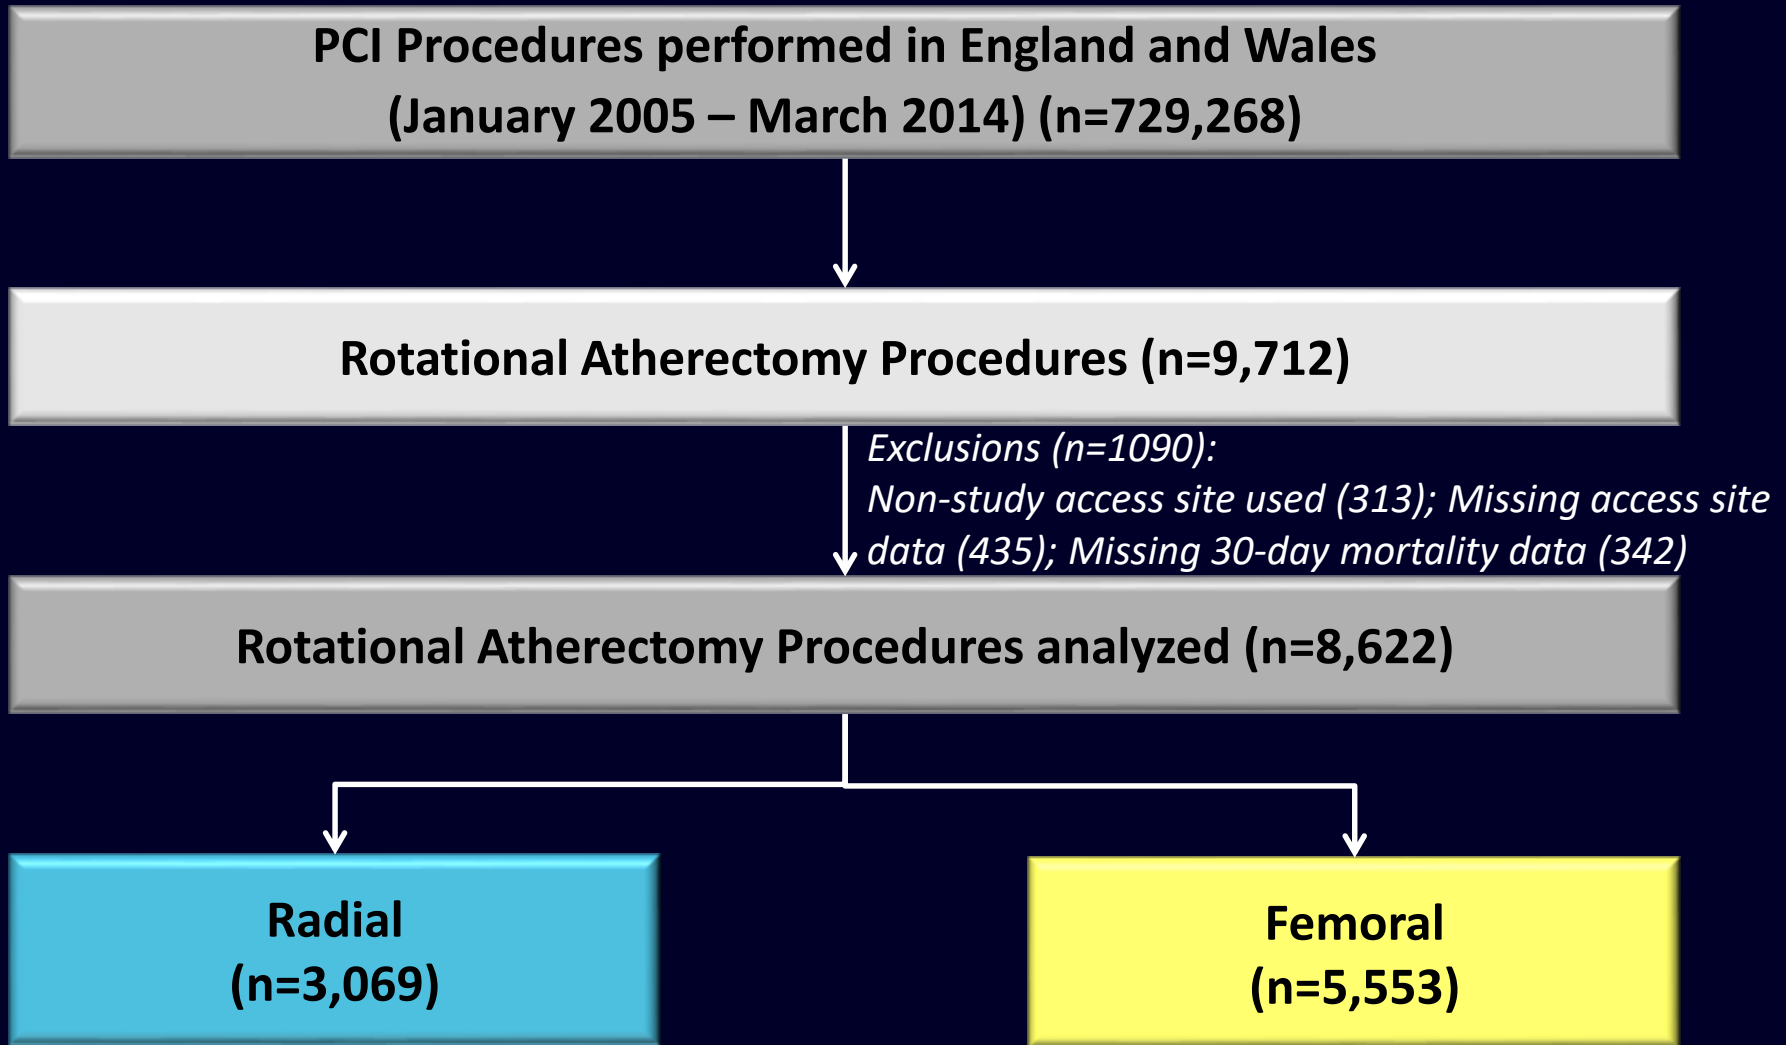 PCI Procedures performed in England and Wales
(January 2005 – March 2014) (n=729,268)
Rotational Atherectomy Procedures (n=9,712)
Exclusions (n=1090):
Non-study access site used (313); Missing access site
data (435); Missing 30-day mortality data (342)
Rotational Atherectomy Procedures analyzed (n=8,622)
Radial
(n=3,069)
Femoral
(n=5,553)